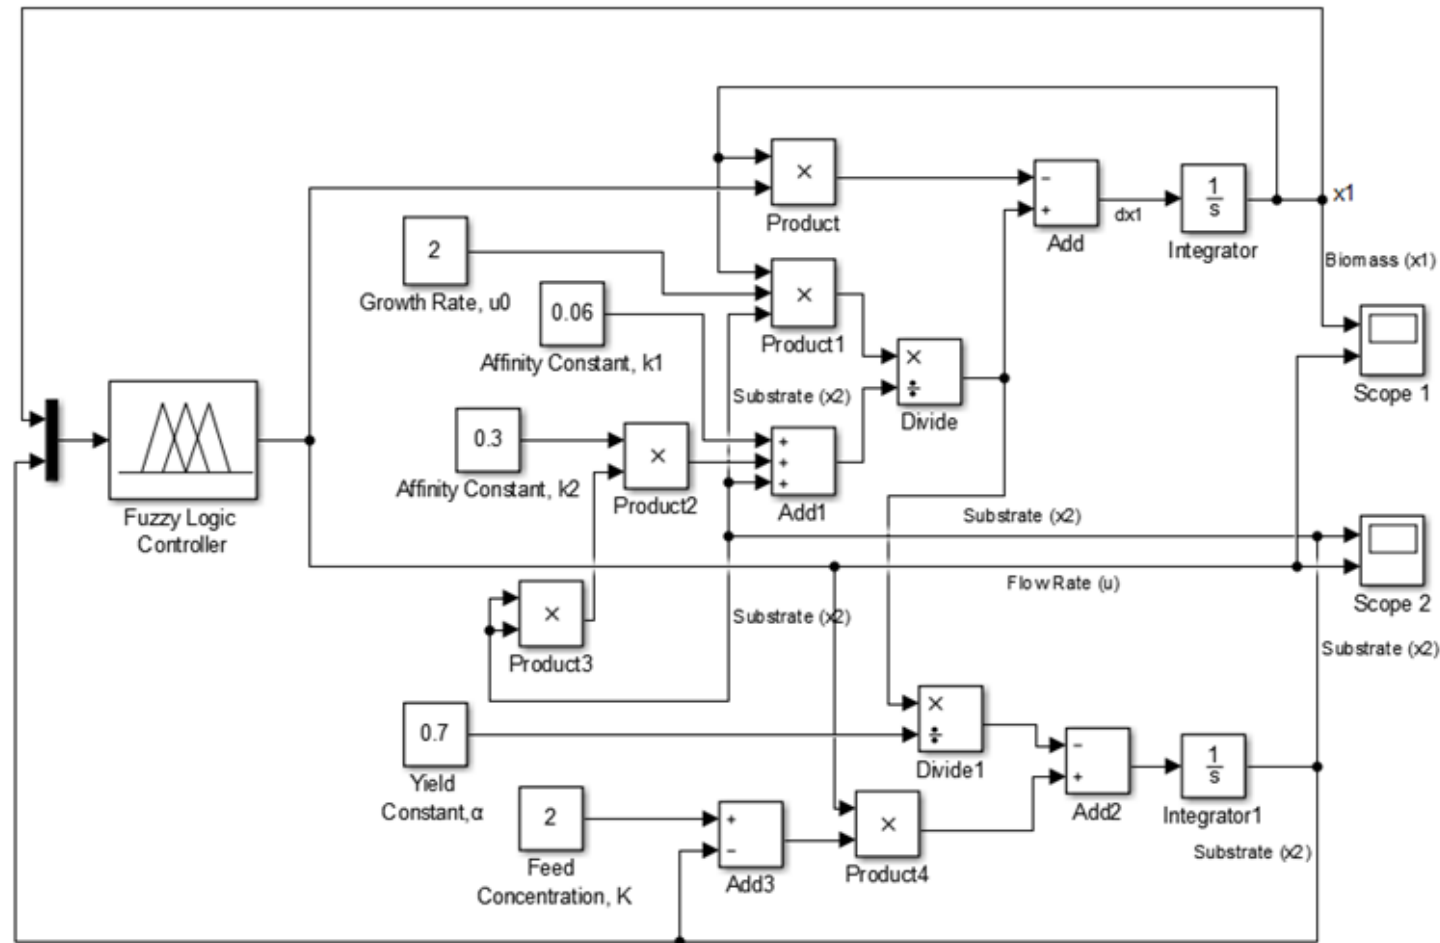 ×
Product
−
+
Add
dx1
1
s
Integrator
x1
Biomass (x1)
2
Growth Rate, u0
0.06
Affinity Constant, k1
×
Product1
×
÷
Divide
Scope 1
Substrate (x2)
0.3
Affinity Constant, k2
×
Product2
+
+
+
Add1
Fuzzy Logic
Controller
Substrate (x2)
Flow Rate (u)
Scope 2
×
Product3
Substrate (x2)
Substrate (x2)
0.7
Yield
Constant,α
×
÷
Divide1
−
+
Add2
1
s
Integrator1
2
Feed
Concentration, K
+
−
Add3
×
Product4
Substrate (x2)